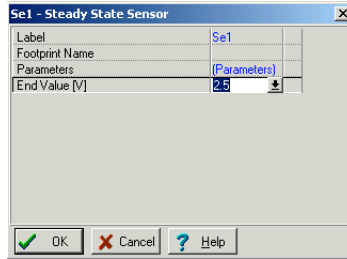 Se1 - Steady State Sensor
Label Se1
Footprint Name
Parameters (Parameters)
End Value [V] 2.5
OK Cancel ? Help